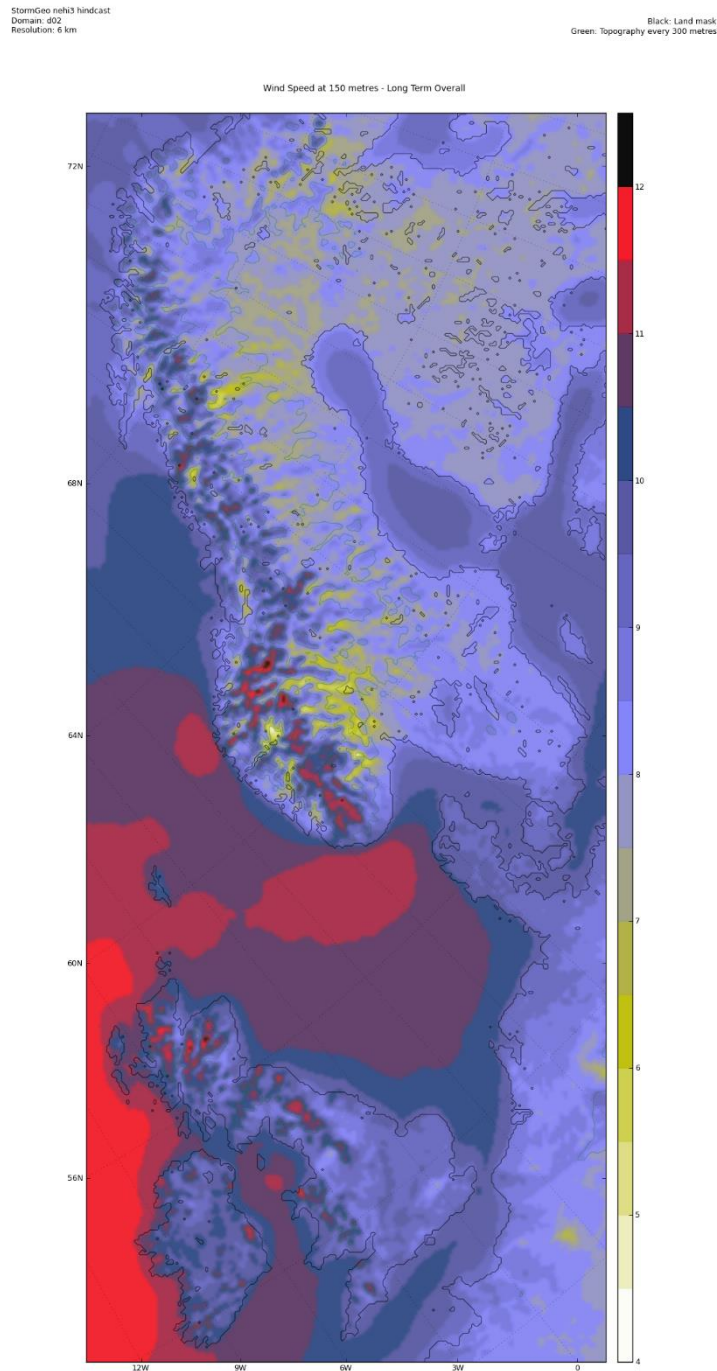 StormGeo nehi3 hindcast
Domain: d02
Resolution: 6 km
Black: Land mask
Green: Topography every 300 metres
Wind Speed at 150 metres - Long Term Overall
72N
68N
64N
60N
56N
12W
9W
6W
3W
0
12
11
10
9
8
7
6
5
4